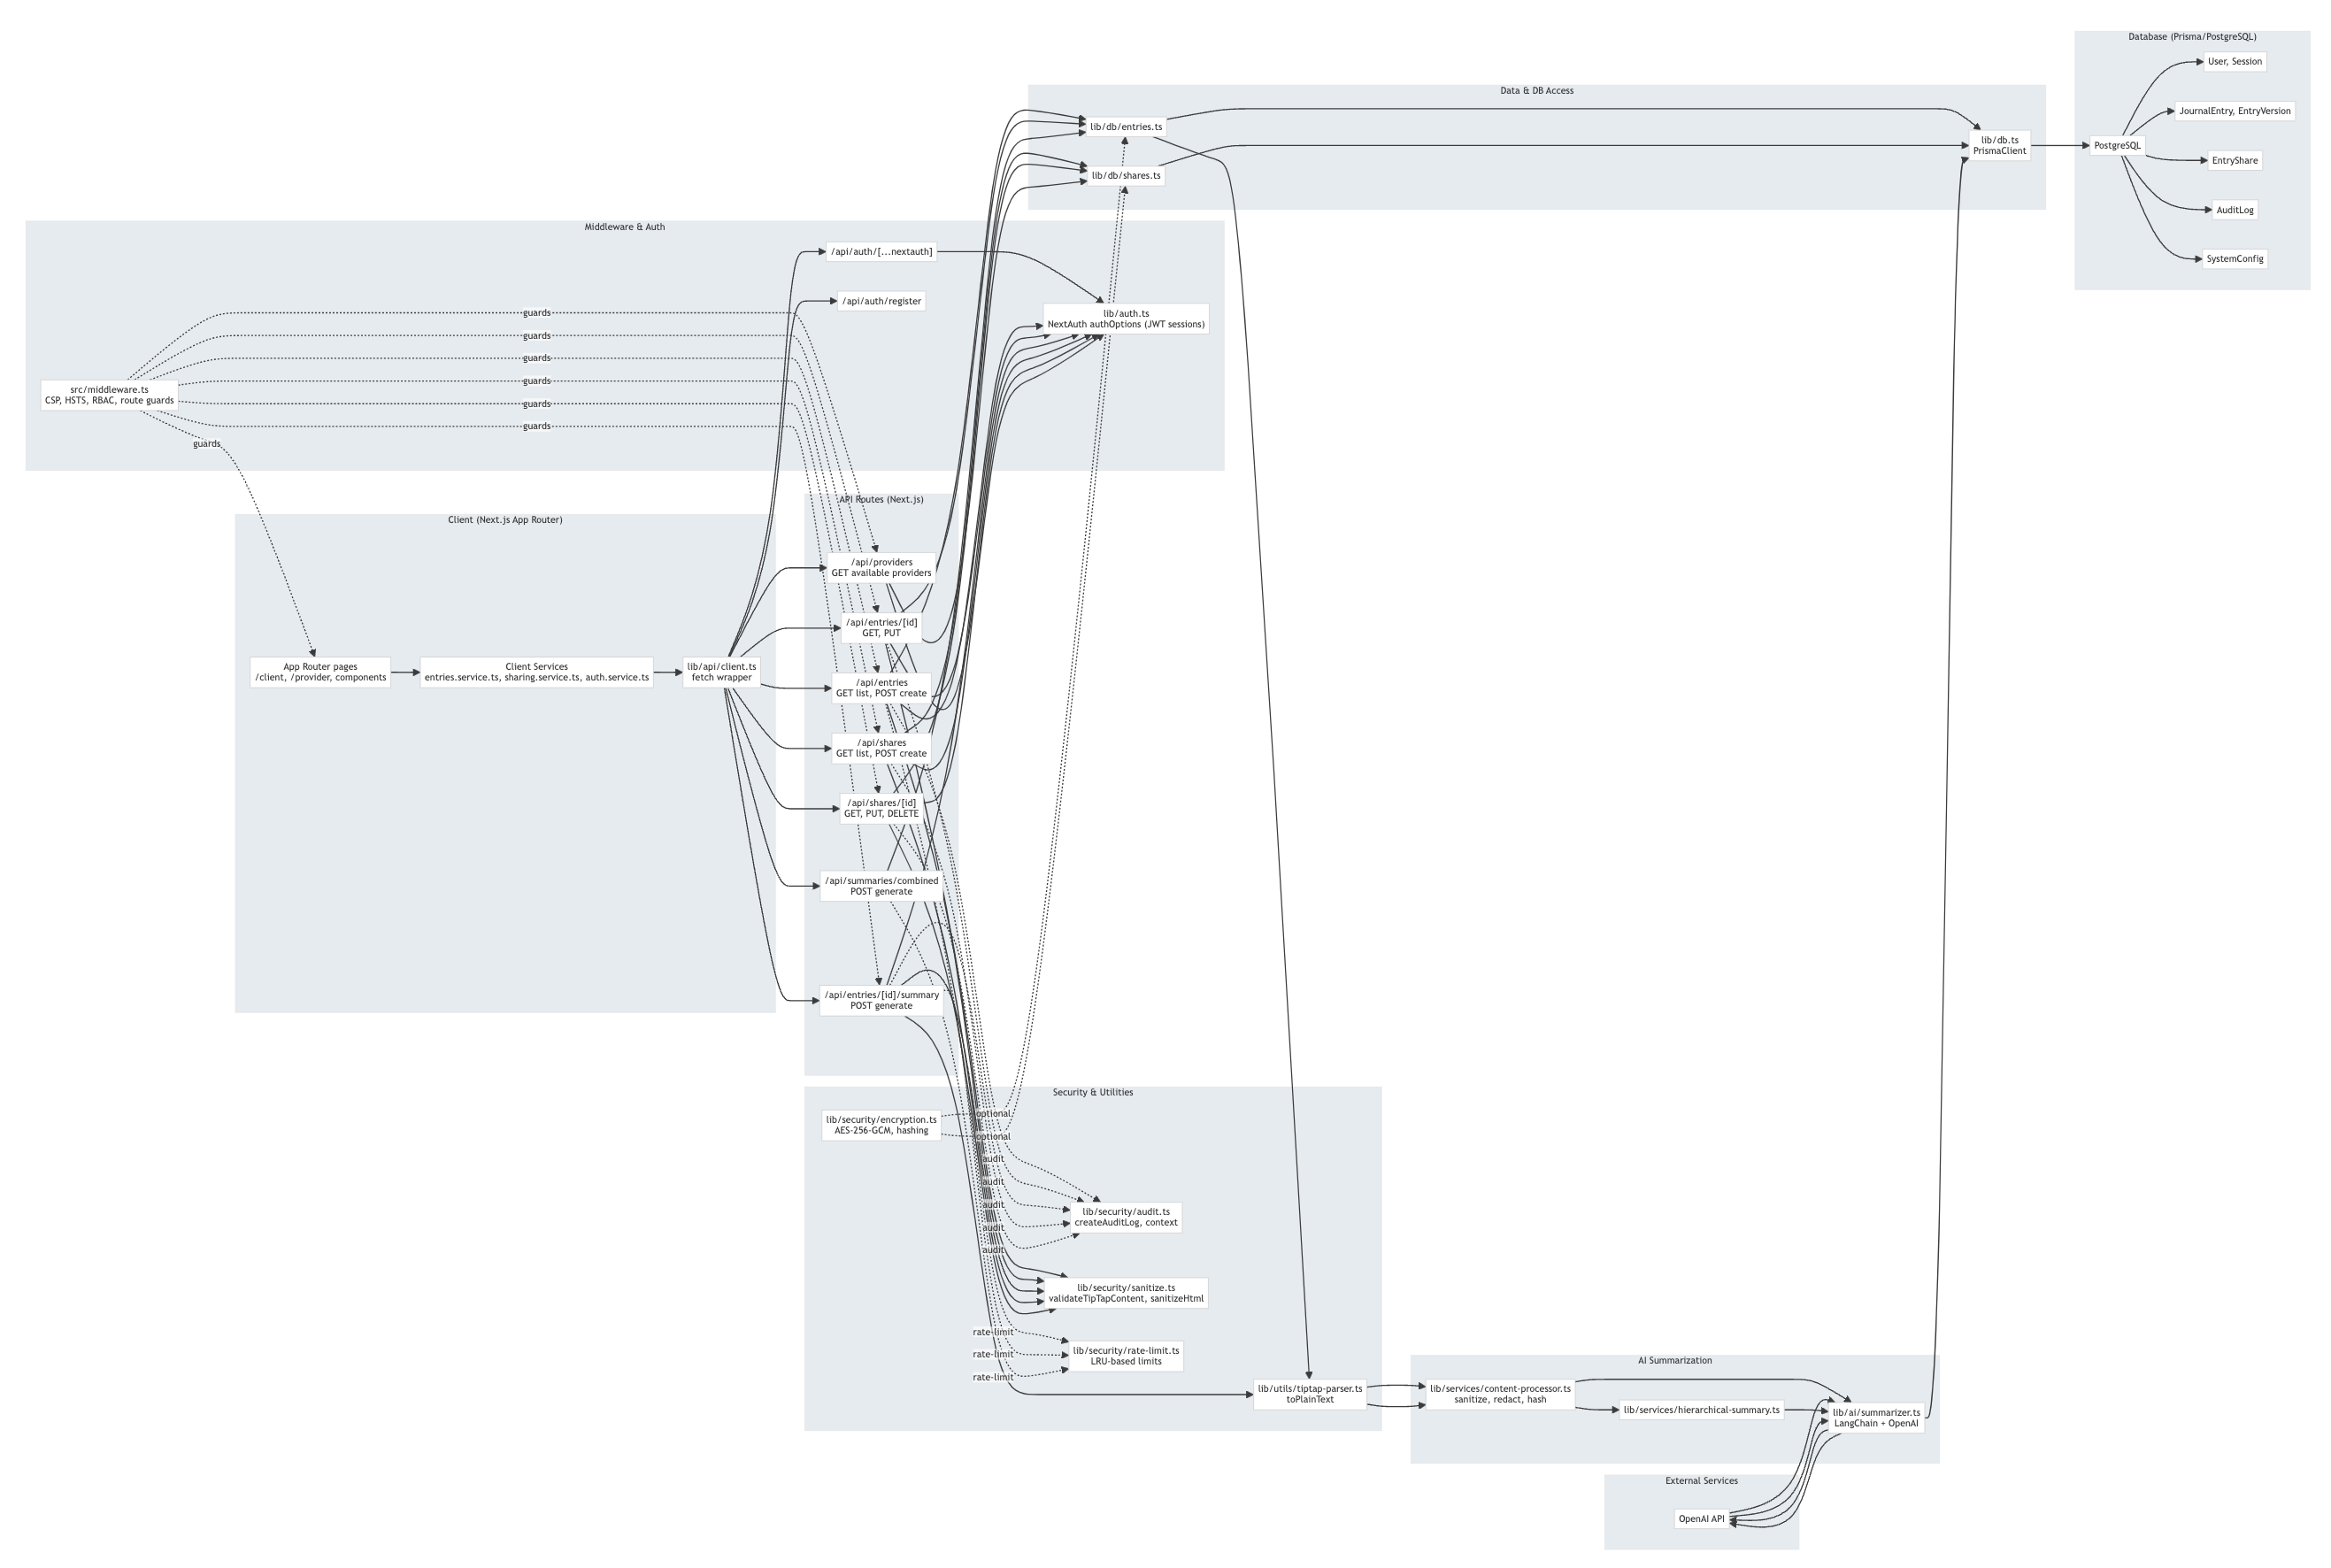 Database (Prisma/PostgreSQL)
User, Session
JournalEntry, EntryVersion
PostgreSQL
EntryShare
AuditLog
SystemConfig
Data & DB Access
lib/db/entries.ts
lib/db/shares.ts
lib/db.ts
PrismaClient
Middleware & Auth
/api/auth/[...nextauth]
/api/auth/register
lib/auth.ts
NextAuth authOptions (JWT sessions)
guards
guards
guards
guards
guards
guards
src/middleware.ts
CSP, HSTS, RBAC, route guards
guards
Client (Next.js App Router)
App Router pages
/client, /provider, components
Client Services
entries.service.ts, sharing.service.ts, auth.service.ts
lib/api/client.ts
fetch wrapper
API Routes (Next.js)
/api/providers
GET available providers
/api/entries/[id]
GET, PUT
/api/entries
GET list, POST create
/api/shares
GET list, POST create
/api/shares/[id]
GET, PUT, DELETE
/api/summaries/combined
POST generate
/api/entries/[id]/summary
POST generate
Security & Utilities
lib/security/encryption.ts
AES-256-GCM, hashing
optional
optional
audit
audit
audit
audit
audit
lib/security/audit.ts
createAuditLog, context
lib/security/sanitize.ts
validateTipTapContent, sanitizeHtml
rate-limit
rate-limit
rate-limit
lib/security/rate-limit.ts
LRU-based limits
lib/utils/tiptap-parser.ts
toPlainText
AI Summarization
lib/services/content-processor.ts
sanitize, redact, hash
lib/services/hierarchical-summary.ts
lib/ai/summarizer.ts
LangChain + OpenAI
External Services
OpenAI API